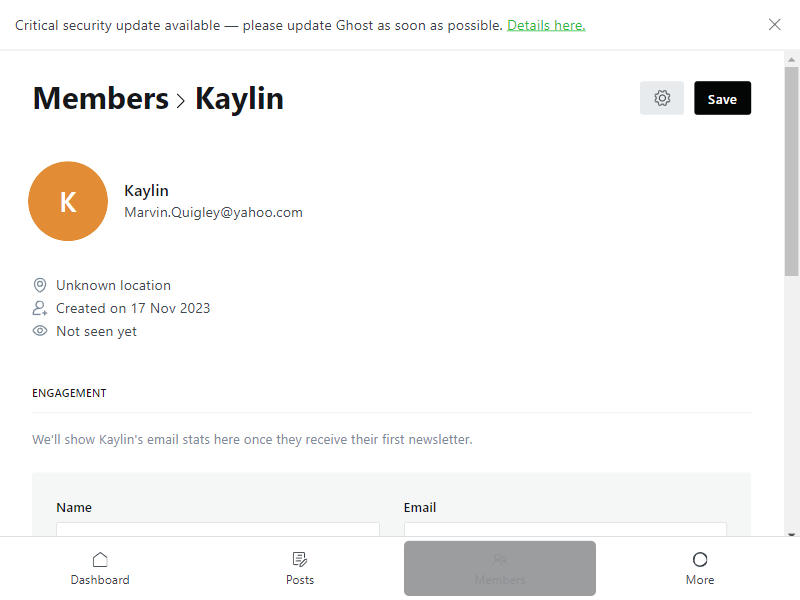 Critical security update available — please update Ghost as soon as possible. Details here.
Members > Kaylin
Save
K
Kaylin
Marvin.Quigley@yahoo.com
Unknown location
Created on 17 Nov 2023
Not seen yet
ENGAGEMENT
We'll show Kaylin's email stats here once they receive their first newsletter.
Name
Email
Dashboard
Posts
Members
More